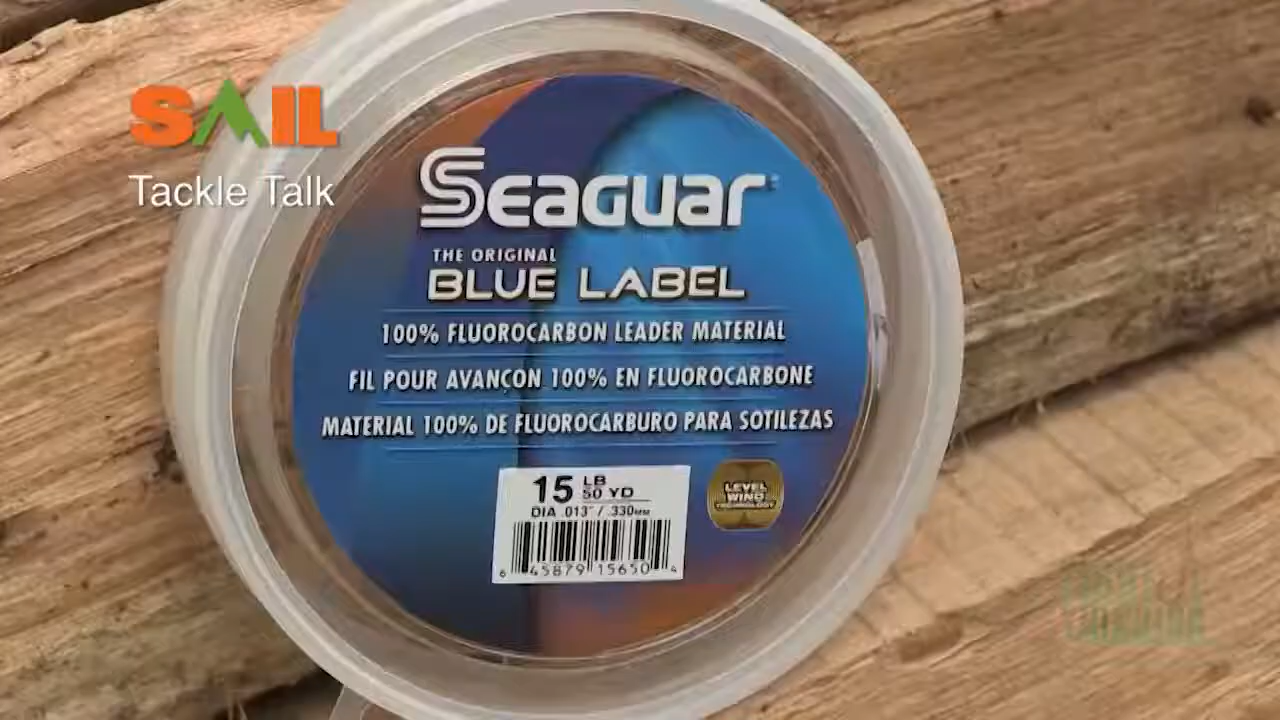 SAIL
Tackle Talk
SEAGUAR
THE ORIGINAL
BLUE LABEL
100% FLUOROCARBON LEADER MATERIAL
FIL POUR AVANÇON 100% EN FLUOROCARBONE
MATERIAL 100% DE FLUOROCARBURO PARA SOTILEZAS
15 LB
50 YD
DIA .013" / .330MM
6 45879 15650 4
LEVEL
WIND
TECHNOLOGY